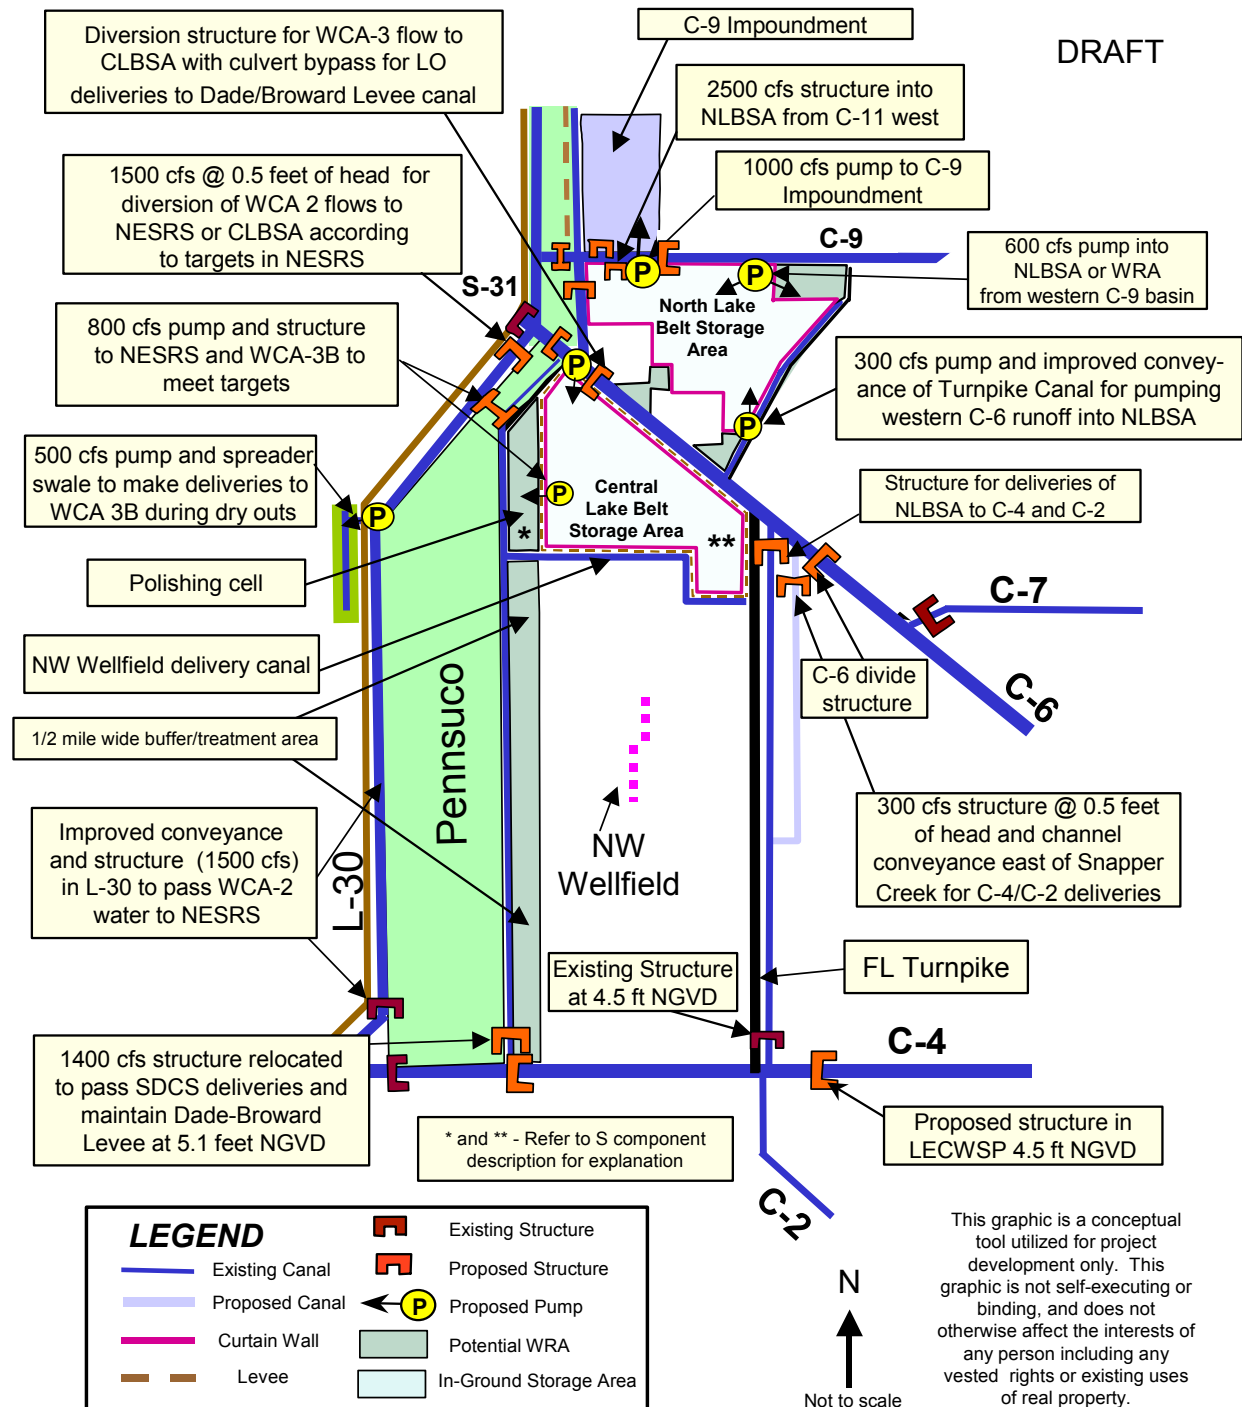 Diversion structure for WCA-3 flow to
CLBSA with culvert bypass for LO
deliveries to Dade/Broward Levee canal
C-9 Impoundment
DRAFT
2500 cfs structure into
NLBSA from C-11 west
1500 cfs @ 0.5 feet of head for
diversion of WCA 2 flows to
NESRS or CLBSA according
to targets in NESRS
1000 cfs pump to C-9
Impoundment
C-9
600 cfs pump into
NLBSA or WRA
from western C-9 basin
S-31
P
P
North Lake
Belt Storage
Area
800 cfs pump and structure
to NESRS and WCA-3B to
meet targets
P
300 cfs pump and improved convey-
ance of Turnpike Canal for pumping
western C-6 runoff into NLBSA
P
500 cfs pump and spreader
swale to make deliveries to
WCA 3B during dry outs
P
P
Central
Lake Belt
Storage Area
*
**
Structure for deliveries of
NLBSA to C-4 and C-2
Polishing cell
C-7
NW Wellfield delivery canal
C-6 divide
structure
C-6
1/2 mile wide buffer/treatment area
Pennsuco
Improved conveyance
and structure (1500 cfs)
in L-30 to pass WCA-2
water to NESRS
L-30
NW
Wellfield
300 cfs structure @ 0.5 feet
of head and channel
conveyance east of Snapper
Creek for C-4/C-2 deliveries
Existing Structure
at 4.5 ft NGVD
FL Turnpike
1400 cfs structure relocated
to pass SDCS deliveries and
maintain Dade-Broward
Levee at 5.1 feet NGVD
C-4
* and ** - Refer to S component
description for explanation
Proposed structure in
LECWSP 4.5 ft NGVD
C-2
LEGEND
Existing Canal
Proposed Canal
Curtain Wall
Levee
Existing Structure
Proposed Structure
P
Proposed Pump
Potential WRA
In-Ground Storage Area
N
Not to scale
This graphic is a conceptual
tool utilized for project
development only. This
graphic is not self-executing or
binding, and does not
otherwise affect the interests of
any person including any
vested rights or existing uses
of real property.